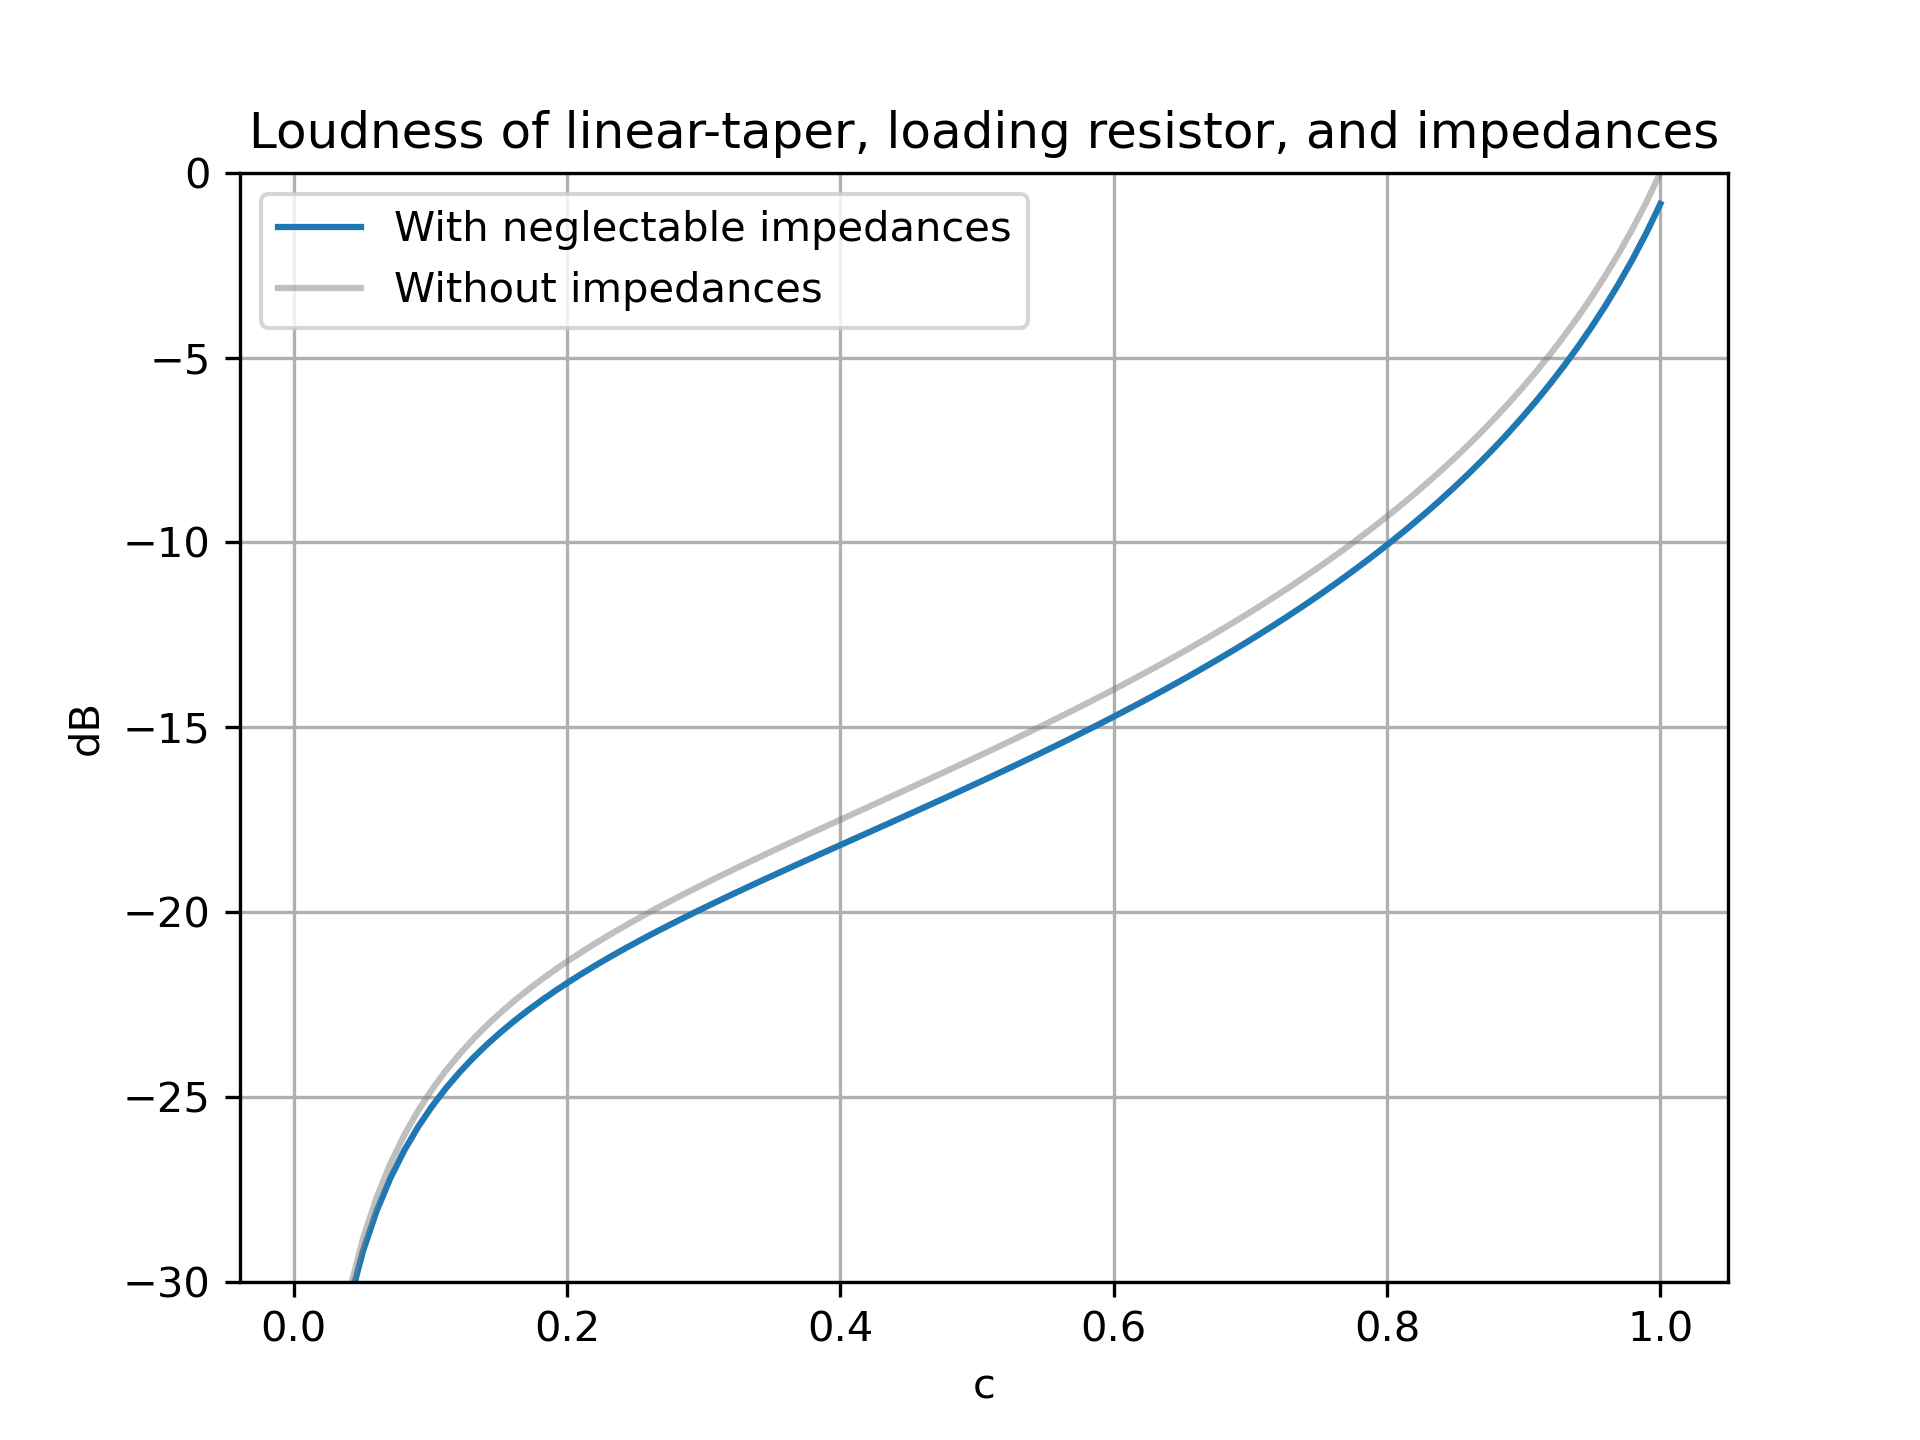 Loudness of linear-taper, loading resistor, and impedances
With neglectable impedances
Without impedances
0
−5
−10
−15
−20
−25
−30
dB
0.0 0.2 0.4 0.6 0.8 1.0
c